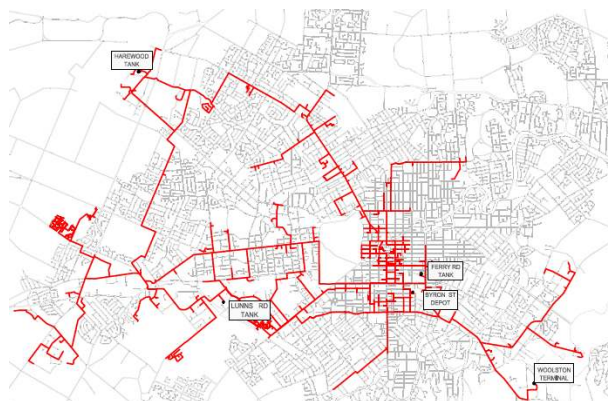 HAREWOOD
TANK
FERRY RD
TANK
LUNNS RD
TANK
BYRON ST
DEPOT
WOOLSTON
TERMINAL